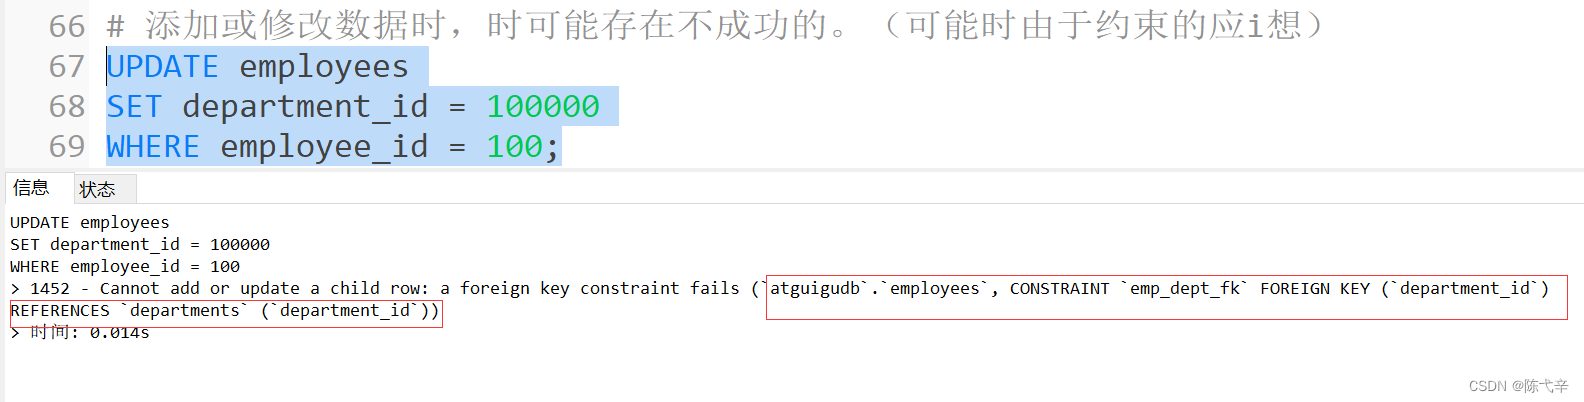 66 # 添加或修改数据时，时可能存在不成功的。（可能时由于约束的应i想）
67 UPDATE employees
68 SET department_id = 100000
69 WHERE employee_id = 100;
信息 状态
UPDATE employees
SET department_id = 100000
WHERE employee_id = 100
> 1452 - Cannot add or update a child row: a foreign key constraint fails (`atguigudb`.`employees`, CONSTRAINT `emp_dept_fk` FOREIGN KEY (`department_id`)
REFERENCES `departments` (`department_id`))
> 时间: 0.014s
CSDN @陈弋辛